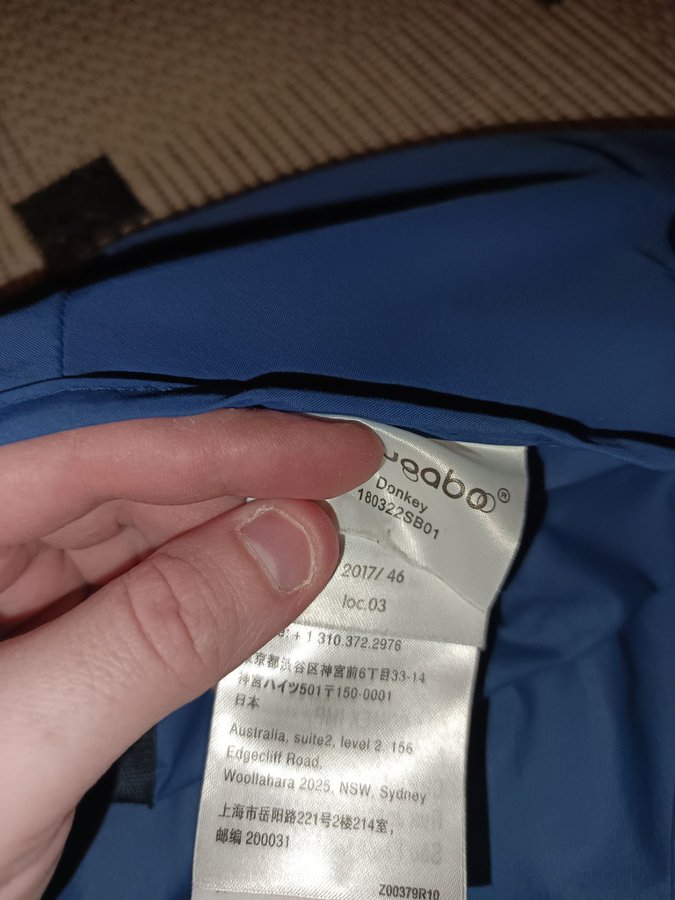 ugaboo®
Donkey
180322SB01
2017/ 46
loc.03
: + 1 310.372.2976
京都渋谷区神宮前6丁目33-14
神宮ハイツ501〒150-0001
日本
Australia, suite2, level 2, 156
Edgecliff Road,
Woollahara 2025, NSW, Sydney
上海市岳阳路221号2楼214室，
邮编 200031
Z00379R10